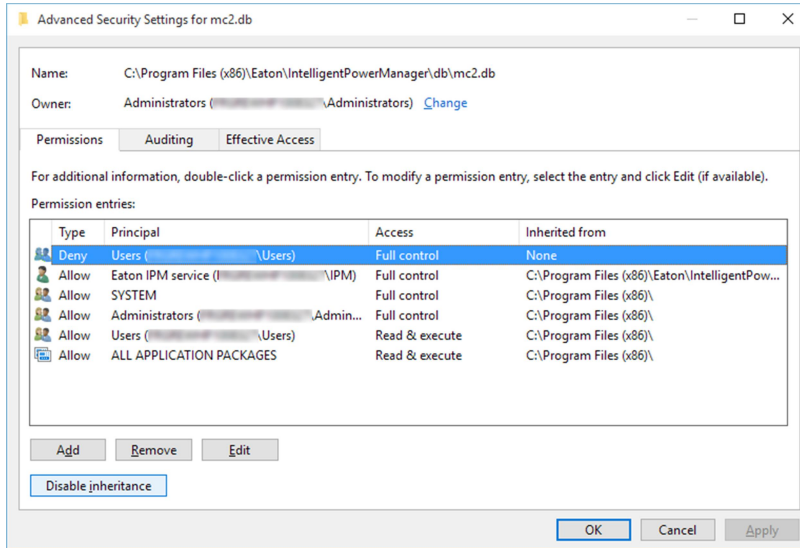 Advanced Security Settings for mc2.db
Name: C:\Program Files (x86)\Eaton\IntelligentPowerManager\db\mc2.db
Owner: Administrators ( \Administrators) Change
Permissions Auditing Effective Access
For additional information, double-click a permission entry. To modify a permission entry, select the entry and click Edit (if available).
Permission entries:
Type Principal Access Inherited from
Deny Users ( \Users) Full control None
Allow Eaton IPM service ( \IPM) Full control C:\Program Files (x86)\Eaton\IntelligentPow...
Allow SYSTEM Full control C:\Program Files (x86)\
Allow Administrators ( \Admin... Full control C:\Program Files (x86)\
Allow Users ( \Users) Read & execute C:\Program Files (x86)\
Allow ALL APPLICATION PACKAGES Read & execute C:\Program Files (x86)\
Add Remove Edit
Disable inheritance
OK Cancel Apply